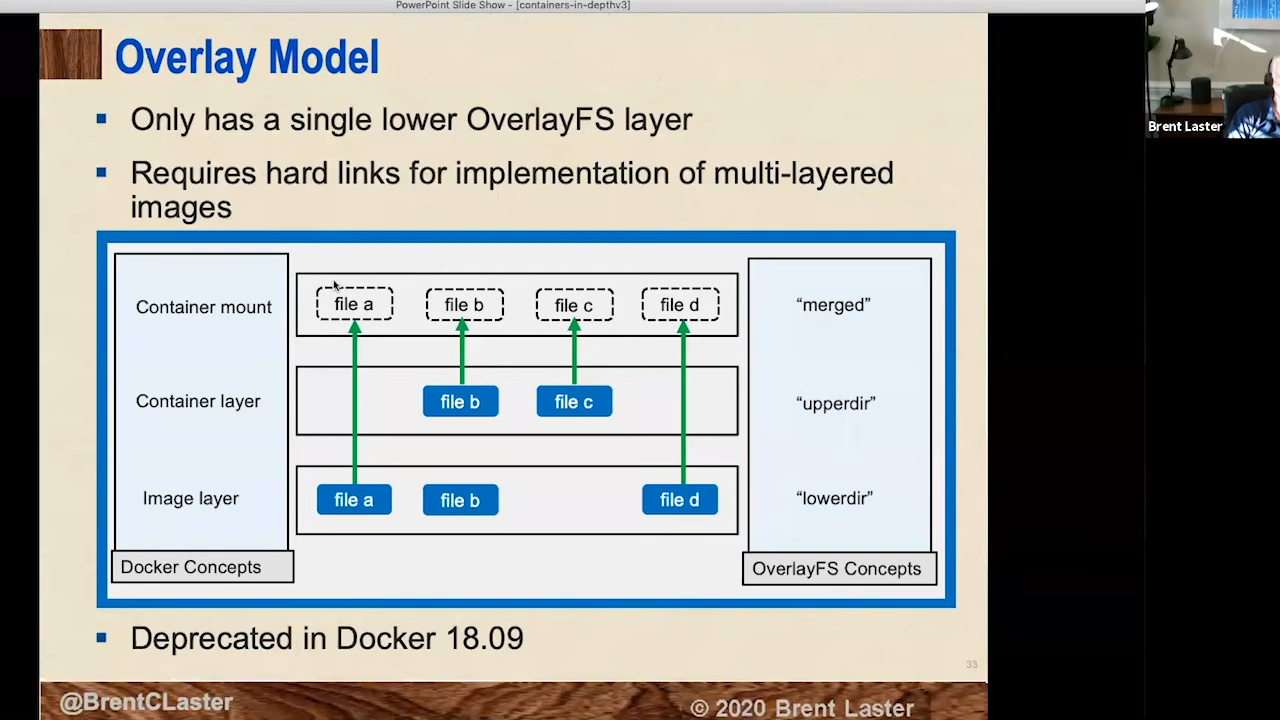 PowerPoint Slide Show - [containers-in-depthv3]
Overlay Model
Only has a single lower OverlayFS layer
Requires hard links for implementation of multi-layered
images
Container mount
file a
file b
file c
file d
“merged”
Container layer
file b
file c
“upperdir”
Image layer
file a
file b
file d
“lowerdir”
Docker Concepts
OverlayFS Concepts
Deprecated in Docker 18.09
33
@BrentCLaster
© 2020 Brent Laster
Brent Laster